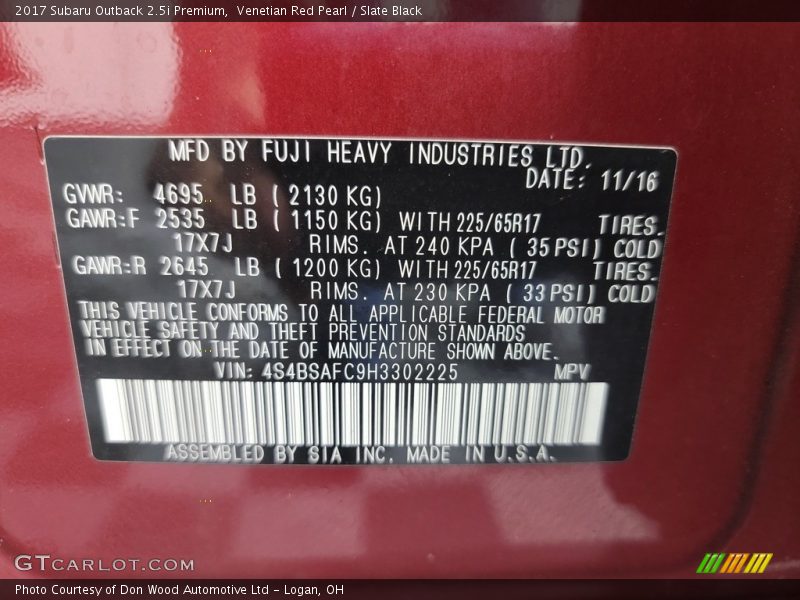 2017 Subaru Outback 2.5i Premium,  Venetian Red Pearl / Slate Black
MFD BY FUJI HEAVY INDUSTRIES LTD.
DATE: 11/16
GVWR: 4695 LB (2130 KG)
GAWR:F 2535 LB (1150 KG) WITH 225/65R17 TIRES.
17X7J RIMS. AT 240 KPA (35 PSI) COLD
GAWR:R 2645 LB (1200 KG) WITH 225/65R17 TIRES.
17X7J RIMS. AT 230 KPA (33 PSI) COLD
THIS VEHICLE CONFORMS TO ALL APPLICABLE FEDERAL MOTOR
VEHICLE SAFETY AND THEFT PREVENTION STANDARDS
IN EFFECT ON THE DATE OF MANUFACTURE SHOWN ABOVE.
VIN: 4S4BSAFC9H3302225 MPV
ASSEMBLED BY SIA INC. MADE IN U.S.A.
GTCARLOT.COM
Photo Courtesy of Don Wood Automotive Ltd - Logan, OH